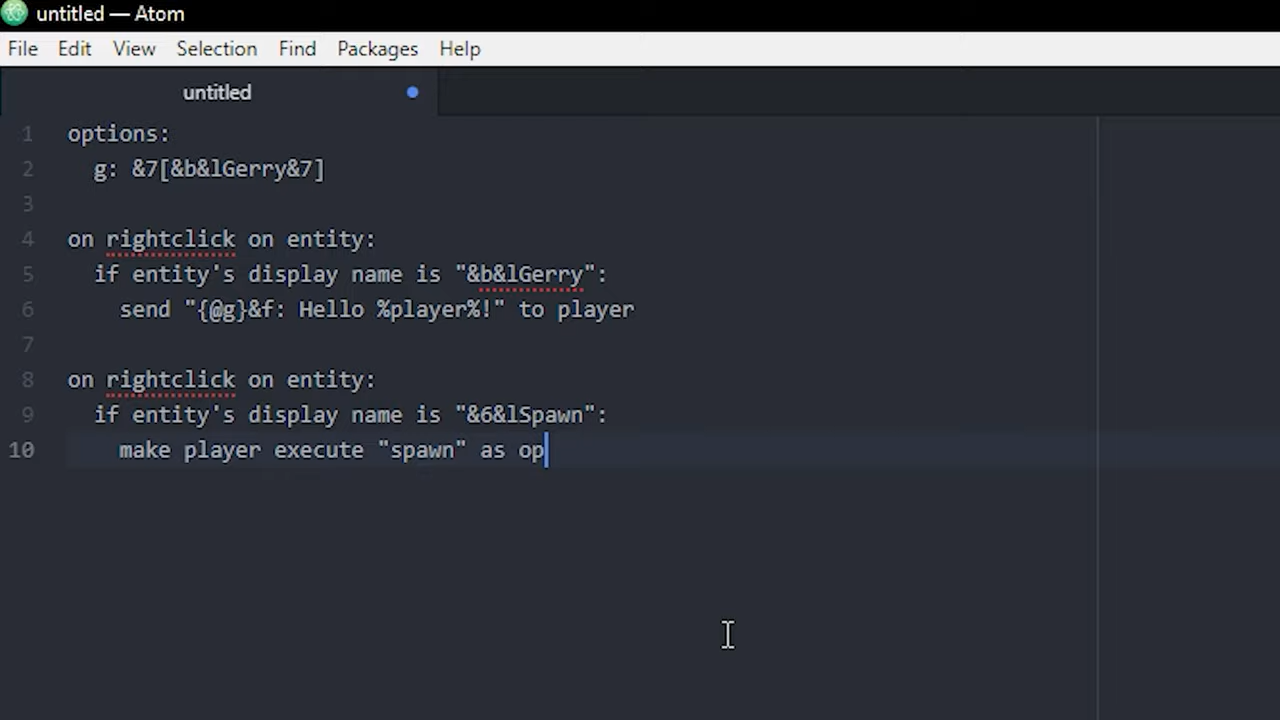 untitled — Atom
File Edit View Selection Find Packages Help
untitled
1 options:
2 g: &7[&b&lGerry&7]
3
4 on rightclick on entity:
5 if entity's display name is "&b&lGerry":
6 send "{@g}&f: Hello %player%!" to player
7
8 on rightclick on entity:
9 if entity's display name is "&6&lSpawn":
10 make player execute "spawn" as op